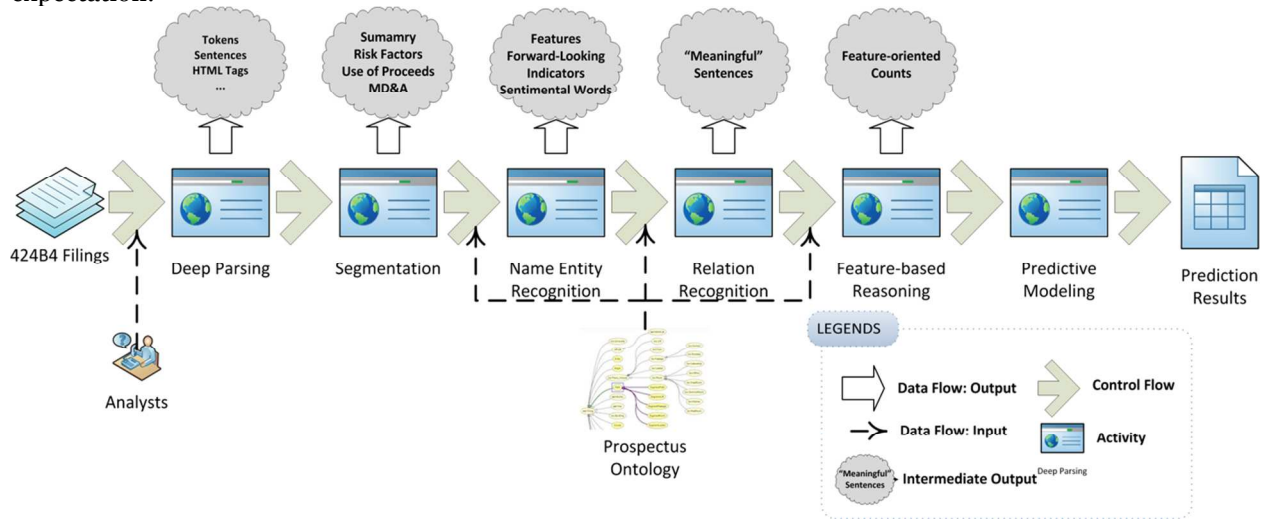 expectation.
Tokens
Sentences
HTML Tags
...
Sumamry
Risk Factors
Use of Proceeds
MD&A
Features
Forward-Looking
Indicators
Sentimental Words
"Meaningful"
Sentences
Feature-oriented
Counts
424B4 Filings
Deep Parsing
Segmentation
Name Entity
Recognition
Relation
Recognition
Feature-based
Reasoning
Predictive
Modeling
Prediction
Results
Analysts
Prospectus
Ontology
LEGENDS
Data Flow: Output
Control Flow
Data Flow: Input
Activity
Deep Parsing
"Meaningful"
Sentences
Intermediate Output